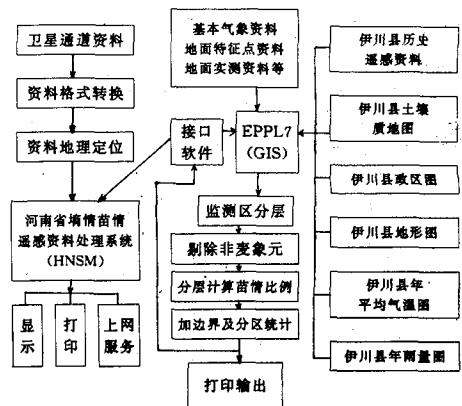 卫星通道资料
资料格式转换
资料地理定位
河南省墒情苗情
遥感资料处理系统
(HNSM)
显示
打印
上网
服务
基本气象资料
地面特征点资料
地面实测资料等
接口
软件
EPPL7
(GIS)
监测区分层
剔除非麦象元
分层计算苗情比例
加边界及分区统计
打印输出
伊川县历史
遥感资料
伊川县土壤
质地图
伊川县政区图
伊川县地形图
伊川县年
平均气温图
伊川县年雨量图